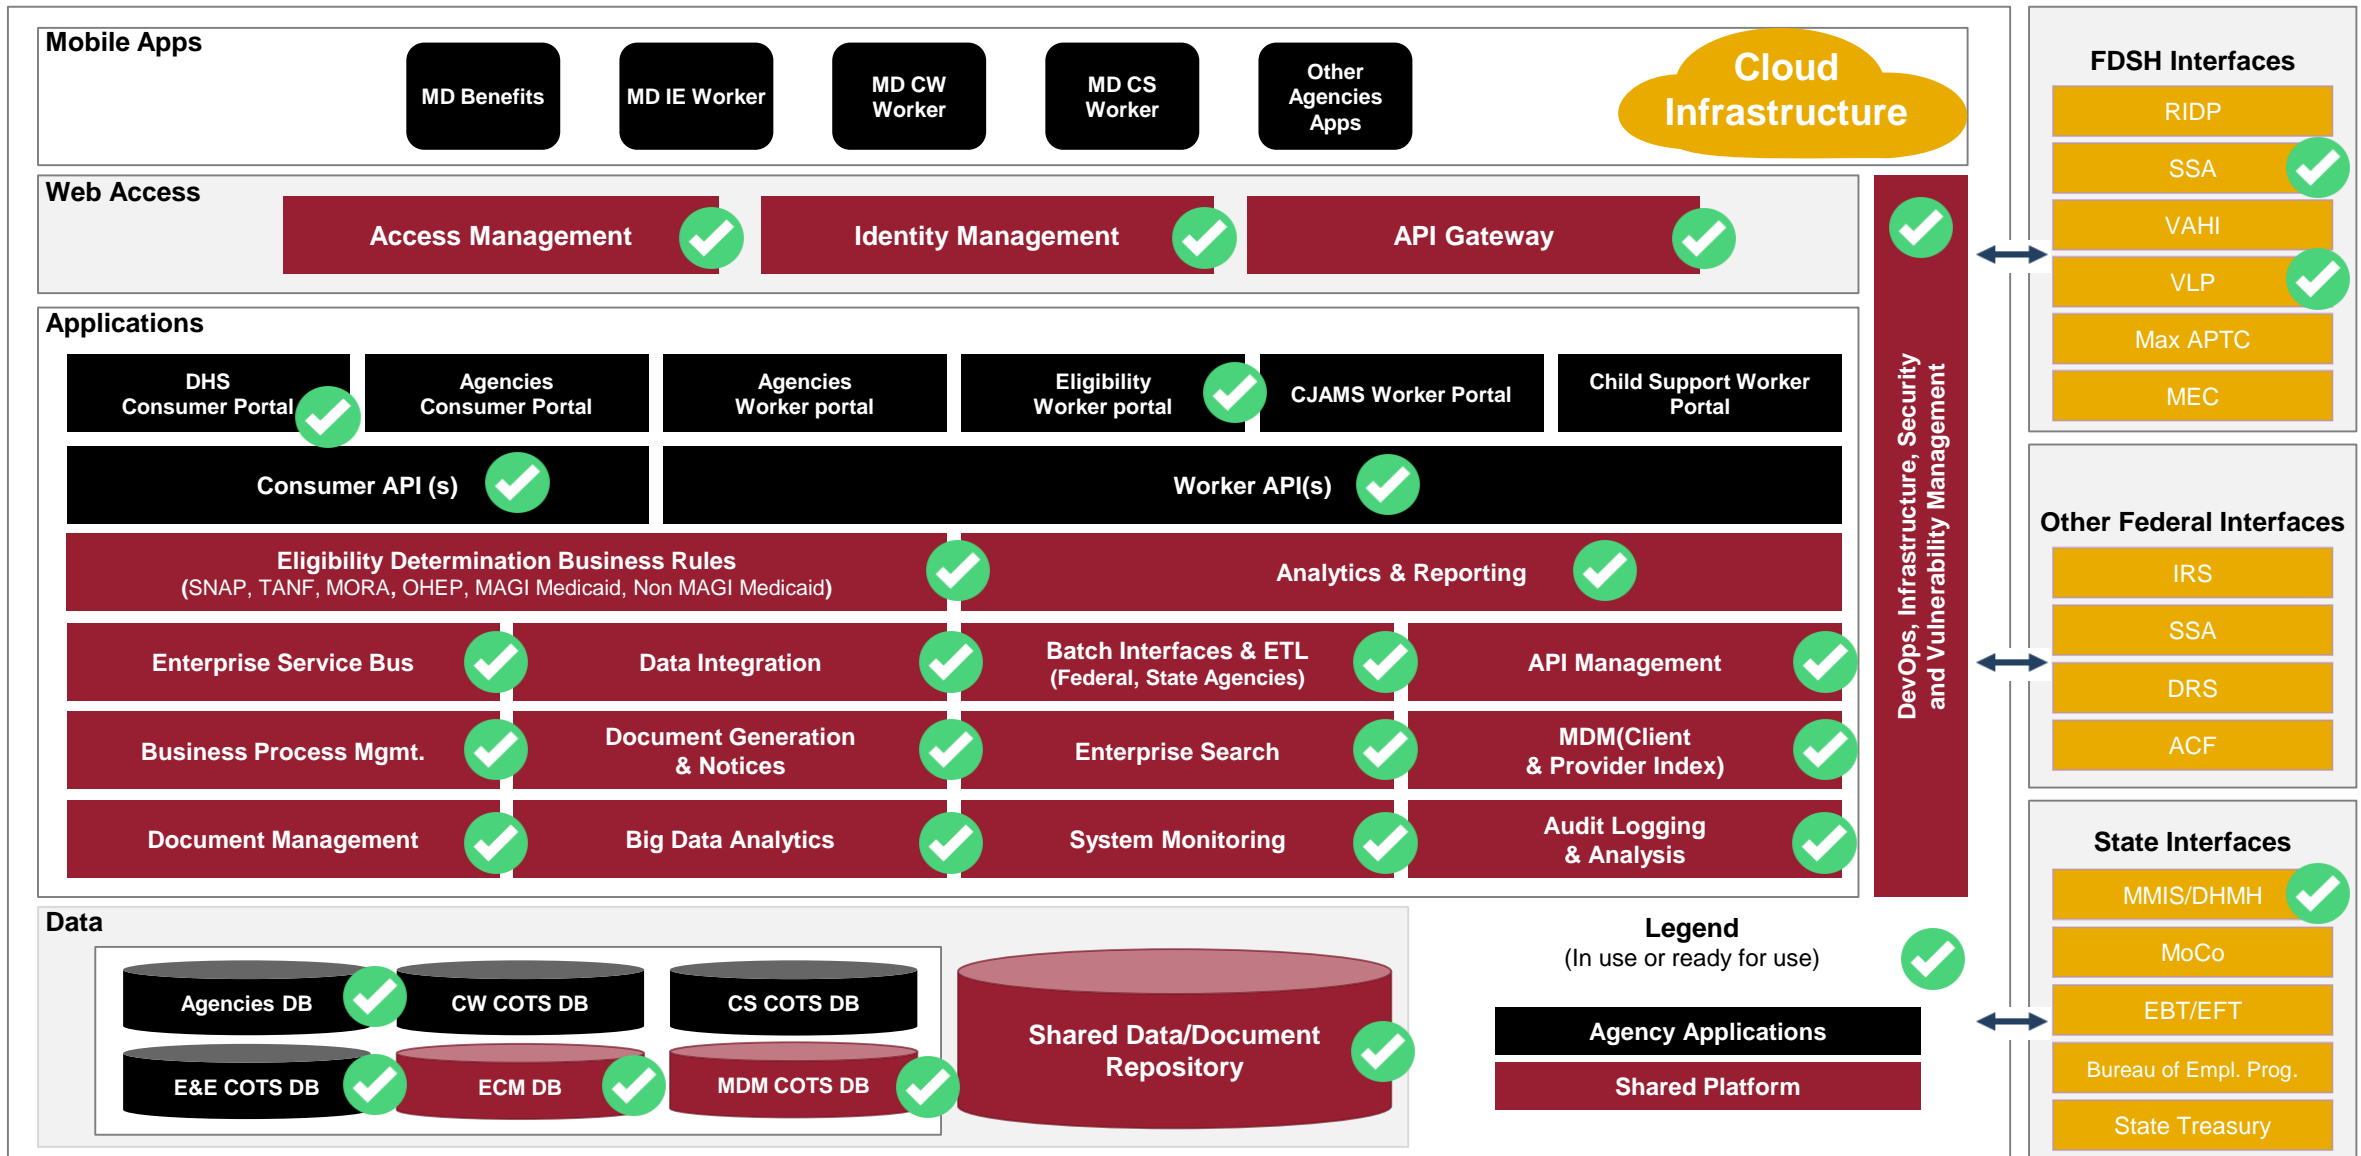 Mobile Apps
MD Benefits
MD IE Worker
MD CW
Worker
MD CS
Worker
Other
Agencies
Apps
Cloud
Infrastructure
Web Access
Access Management
Identity Management
API Gateway
Applications
DHS
Consumer Portal
Agencies
Consumer Portal
Agencies
Worker portal
Eligibility
Worker portal
CJAMS Worker Portal
Child Support Worker
Portal
Consumer API (s)
Worker API(s)
Eligibility Determination Business Rules
(SNAP, TANF, MORA, OHEP, MAGI Medicaid, Non MAGI Medicaid)
Analytics & Reporting
Enterprise Service Bus
Data Integration
Batch Interfaces & ETL
(Federal, State Agencies)
API Management
Business Process Mgmt.
Document Generation
& Notices
Enterprise Search
MDM(Client
& Provider Index)
Document Management
Big Data Analytics
System Monitoring
Audit Logging
& Analysis
DevOps, Infrastructure, Security
and Vulnerability Management
Data
Agencies DB
CW COTS DB
CS COTS DB
E&E COTS DB
ECM DB
MDM COTS DB
Shared Data/Document
Repository
Legend
(In use or ready for use)
Agency Applications
Shared Platform
FDSH Interfaces
RIDP
SSA
VAHI
VLP
Max APTC
MEC
Other Federal Interfaces
IRS
SSA
DRS
ACF
State Interfaces
MMIS/DHMH
MoCo
EBT/EFT
Bureau of Empl. Prog.
State Treasury